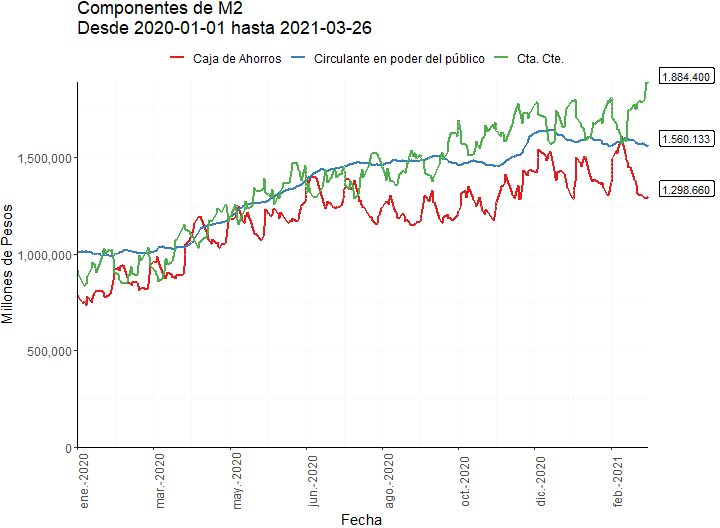 Componentes de M2
Desde 2020-01-01 hasta 2021-03-26
Caja de Ahorros Circulante en poder del público Cta. Cte.
1.884.400
1.560.133
1.298.660
1,500,000
1,000,000
500,000
0
Millones de Pesos
ene.-2020
mar.-2020
may.-2020
jun.-2020
ago.-2020
oct.-2020
dic.-2020
feb.-2021
Fecha